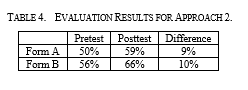 TABLE 4. EVALUATION RESULTS FOR APPROACH 2.
Pretest Posttest Difference
Form A 50% 59% 9%
Form B 56% 66% 10%